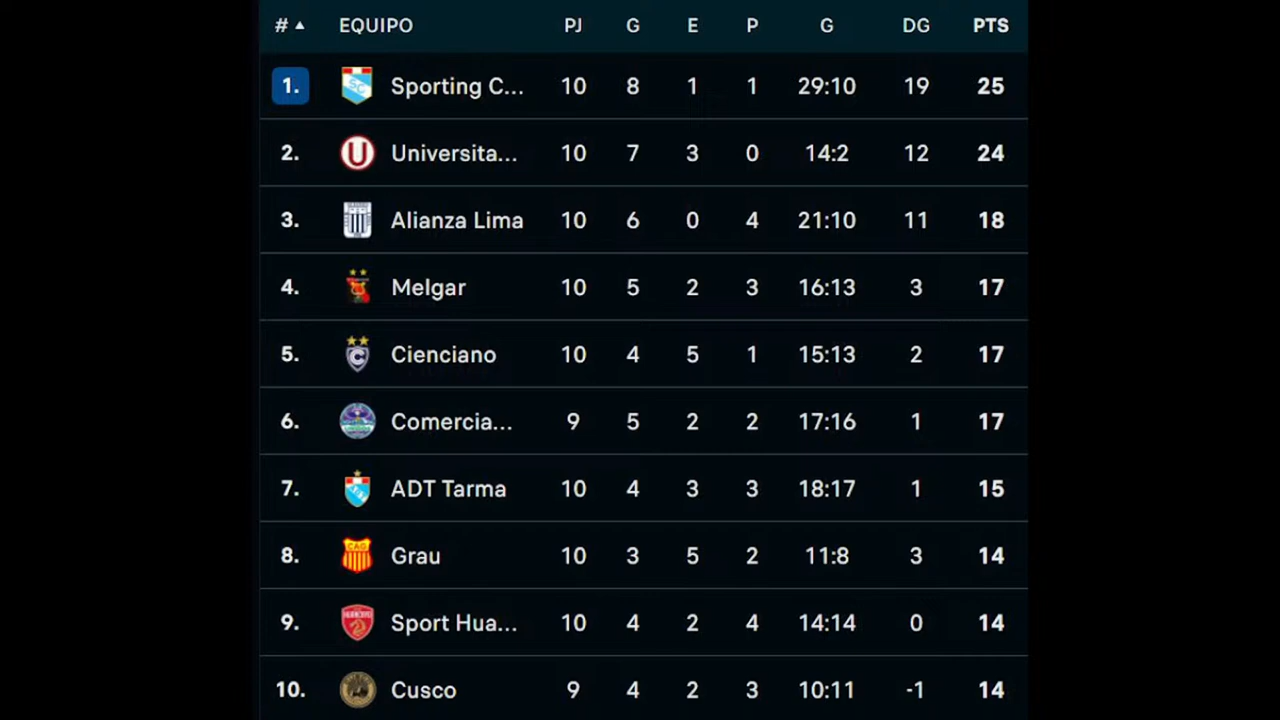 # ▲ EQUIPO PJ G E P G DG PTS
1. Sporting C... 10 8 1 1 29:10 19 25
2. Universita... 10 7 3 0 14:2 12 24
3. Alianza Lima 10 6 0 4 21:10 11 18
4. Melgar 10 5 2 3 16:13 3 17
5. Cienciano 10 4 5 1 15:13 2 17
6. Comercia... 9 5 2 2 17:16 1 17
7. ADT Tarma 10 4 3 3 18:17 1 15
8. Grau 10 3 5 2 11:8 3 14
9. Sport Hua... 10 4 2 4 14:14 0 14
10. Cusco 9 4 2 3 10:11 -1 14